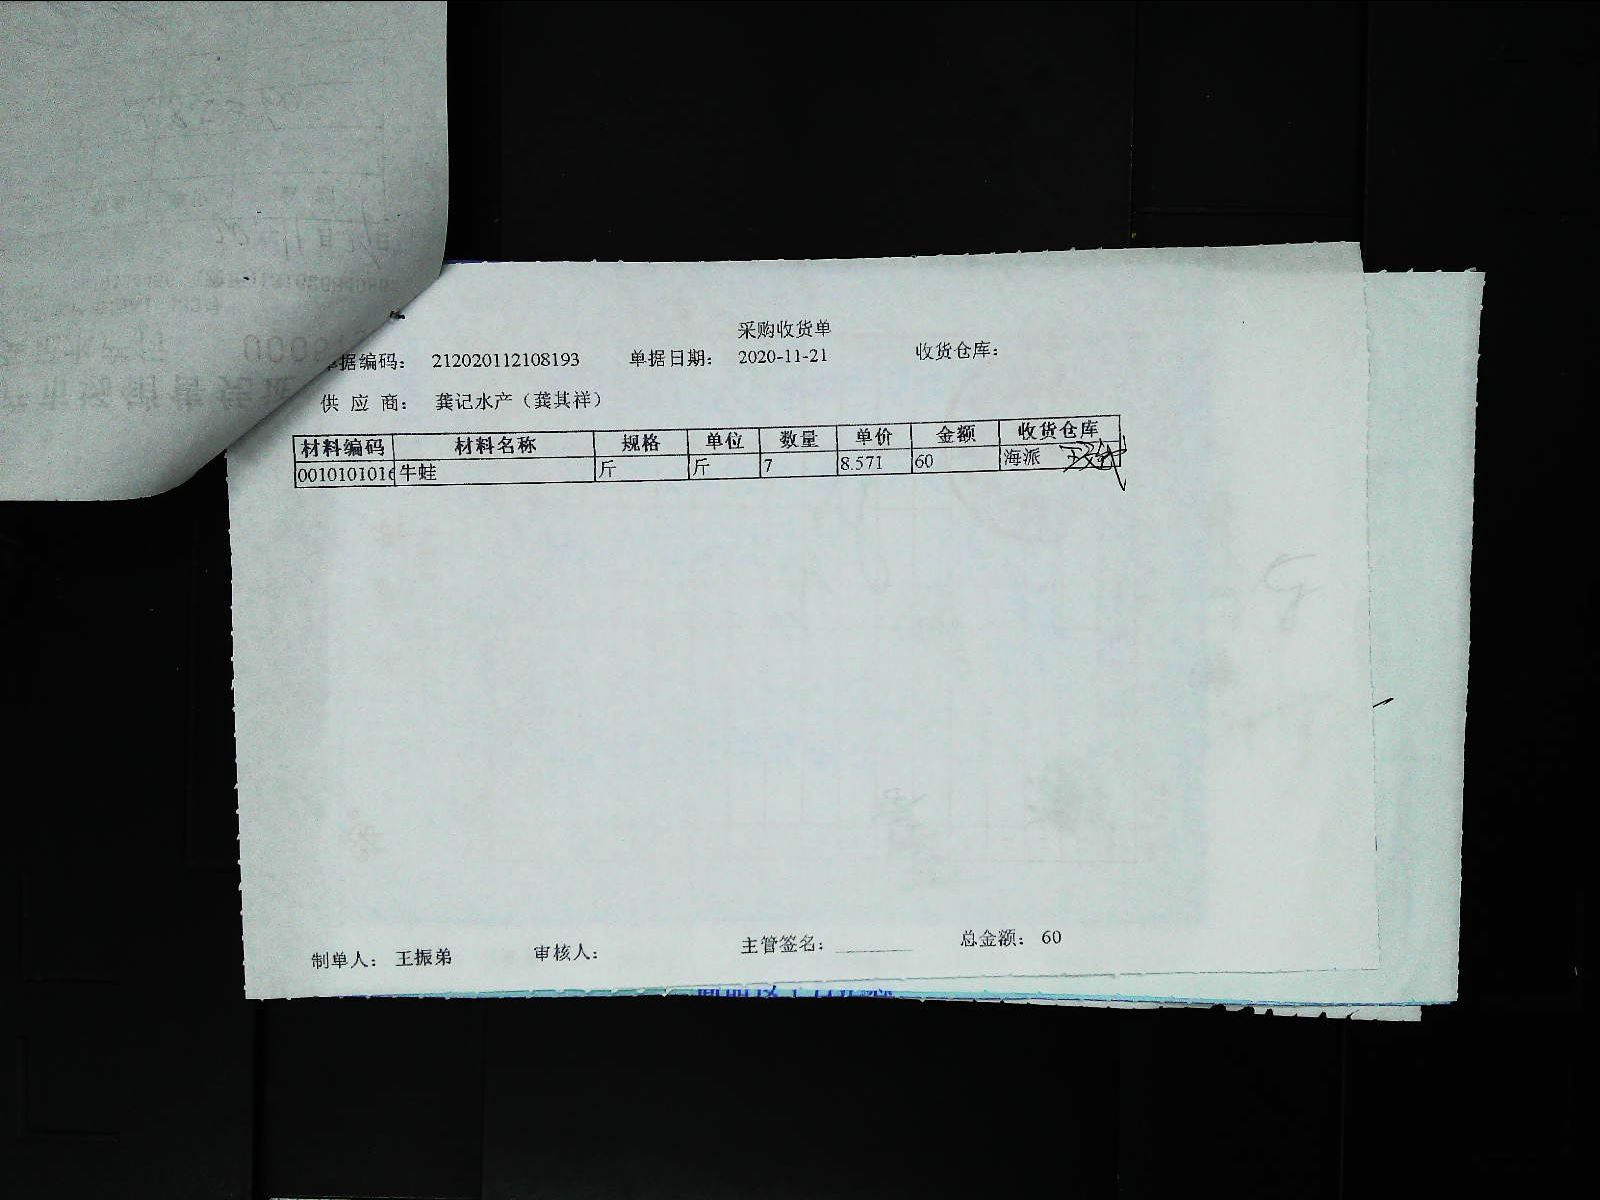 采购收货单
据编码： 212020112108193 单据日期： 2020-11-21 收货仓库：
供 应 商： 龚记水产（龚其祥）
材料编码 材料名称 规格 单位 数量 单价 金额 收货仓库
0010101016 牛蛙 斤 斤 7 8.571 60 海派
制单人： 王振弟 审核人： 主管签名： 总金额： 60